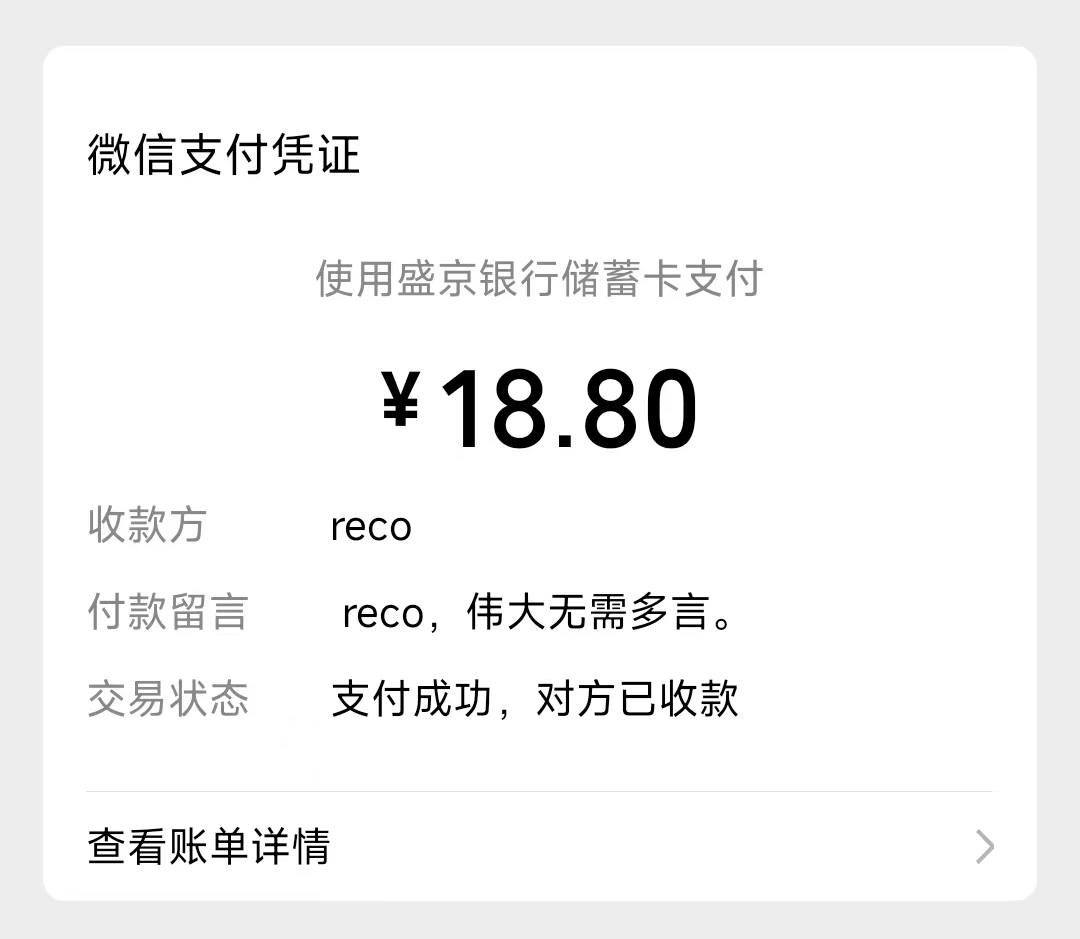 微信支付凭证
使用盛京银行储蓄卡支付
¥18.80
收款方 reco
付款留言 reco，伟大无需多言。
交易状态 支付成功，对方已收款
查看账单详情